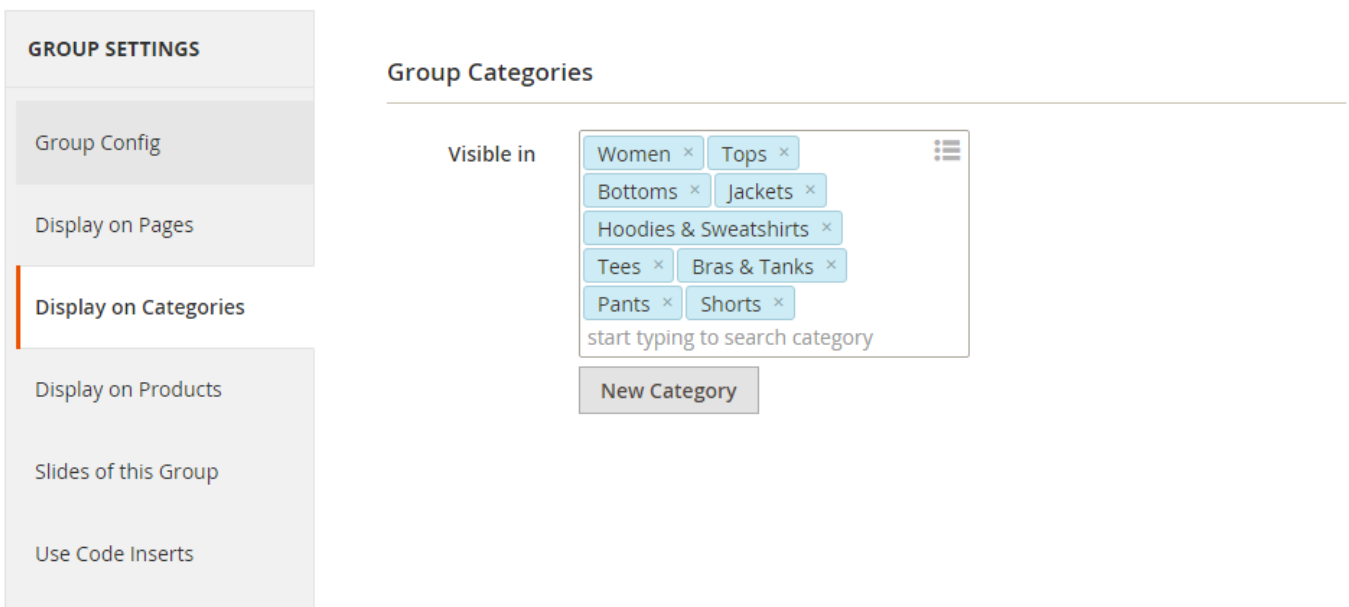 GROUP SETTINGS
Group Config
Display on Pages
Display on Categories
Display on Products
Slides of this Group
Use Code Inserts
Group Categories
Visible in
Women × Tops ×
Bottoms × Jackets ×
Hoodies & Sweatshirts ×
Tees × Bras & Tanks ×
Pants × Shorts ×
start typing to search category
New Category